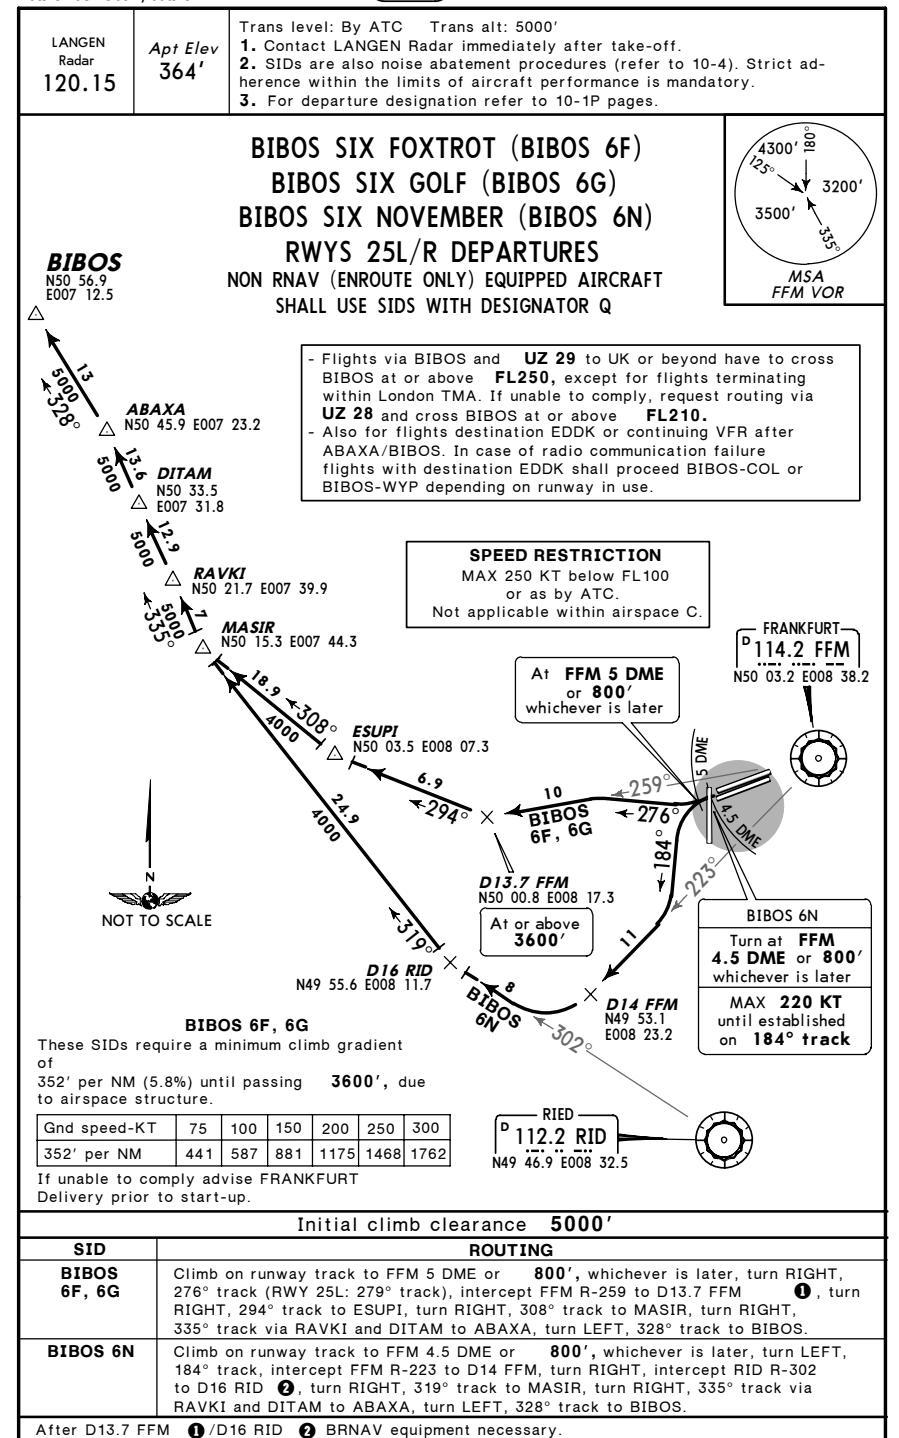 LANGEN
Radar
120.15
Apt Elev
364'
Trans level: By ATC Trans alt: 5000'
1. Contact LANGEN Radar immediately after take-off.
2. SIDs are also noise abatement procedures (refer to 10-4). Strict ad-
herence within the limits of aircraft performance is mandatory.
3. For departure designation refer to 10-1P pages.
BIBOS SIX FOXTROT (BIBOS 6F)
BIBOS SIX GOLF (BIBOS 6G)
BIBOS SIX NOVEMBER (BIBOS 6N)
RWYS 25L/R DEPARTURES
NON RNAV (ENROUTE ONLY) EQUIPPED AIRCRAFT
SHALL USE SIDS WITH DESIGNATOR Q
4300'
180°
125°
3200'
3500'
335°
MSA
FFM VOR
BIBOS
N50 56.9
E007 12.5
- Flights via BIBOS and UZ 29 to UK or beyond have to cross
BIBOS at or above FL250, except for flights terminating
within London TMA. If unable to comply, request routing via
UZ 28 and cross BIBOS at or above FL210.
- Also for flights destination EDDK or continuing VFR after
ABAXA/BIBOS. In case of radio communication failure
flights with destination EDDK shall proceed BIBOS-COL or
BIBOS-WYP depending on runway in use.
13
5000
328°
ABAXA
N50 45.9 E007 23.2
13.6
5000
DITAM
N50 33.5
E007 31.8
12.9
5000
RAVKI
N50 21.7 E007 39.9
7
5000
335°
MASIR
N50 15.3 E007 44.3
SPEED RESTRICTION
MAX 250 KT below FL100
or as by ATC.
Not applicable within airspace C.
FRANKFURT
D 114.2 FFM
N50 03.2 E008 38.2
At FFM 5 DME
or 800'
whichever is later
18.9
4000
308°
ESUPI
N50 03.5 E008 07.3
6.9
294°
10
BIBOS
6F, 6G
259°
276°
5 DME
4.5 DME
184°
223°
24.9
4000
D13.7 FFM
N50 00.8 E008 17.3
At or above
3600'
N
NOT TO SCALE
319°
D16 RID
N49 55.6 E008 11.7
11
8
BIBOS
6N
D14 FFM
N49 53.1
E008 23.2
302°
BIBOS 6N
Turn at FFM
4.5 DME or 800'
whichever is later
MAX 220 KT
until established
on 184° track
RIED
D 112.2 RID
N49 46.9 E008 32.5
BIBOS 6F, 6G
These SIDs require a minimum climb gradient
of
352' per NM (5.8%) until passing 3600', due
to airspace structure.
Gnd speed-KT 75 100 150 200 250 300
352' per NM 441 587 881 1175 1468 1762
If unable to comply advise FRANKFURT
Delivery prior to start-up.
Initial climb clearance 5000'
SID ROUTING
BIBOS
6F, 6G
Climb on runway track to FFM 5 DME or 800', whichever is later, turn RIGHT,
276° track (RWY 25L: 279° track), intercept FFM R-259 to D13.7 FFM ❶, turn
RIGHT, 294° track to ESUPI, turn RIGHT, 308° track to MASIR, turn RIGHT,
335° track via RAVKI and DITAM to ABAXA, turn LEFT, 328° track to BIBOS.
BIBOS 6N
Climb on runway track to FFM 4.5 DME or 800', whichever is later, turn LEFT,
184° track, intercept FFM R-223 to D14 FFM, turn RIGHT, intercept RID R-302
to D16 RID ❷, turn RIGHT, 319° track to MASIR, turn RIGHT, 335° track via
RAVKI and DITAM to ABAXA, turn LEFT, 328° track to BIBOS.
After D13.7 FFM ❶/D16 RID ❷ BRNAV equipment necessary.